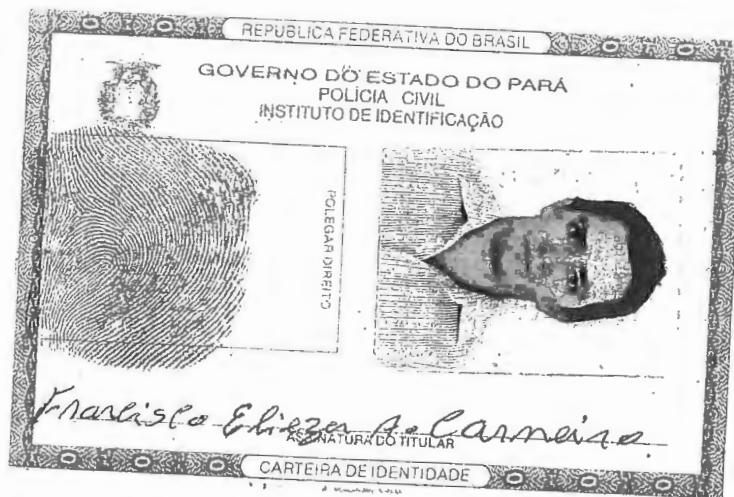 REPÚBLICA FEDERATIVA DO BRASIL
GOVERNO DO ESTADO DO PARÁ
POLÍCIA CIVIL
INSTITUTO DE IDENTIFICAÇÃO
POLEGAR DIREITO
Francisco Eliezer A. Carneiro
ASSINATURA DO TITULAR
CARTEIRA DE IDENTIDADE